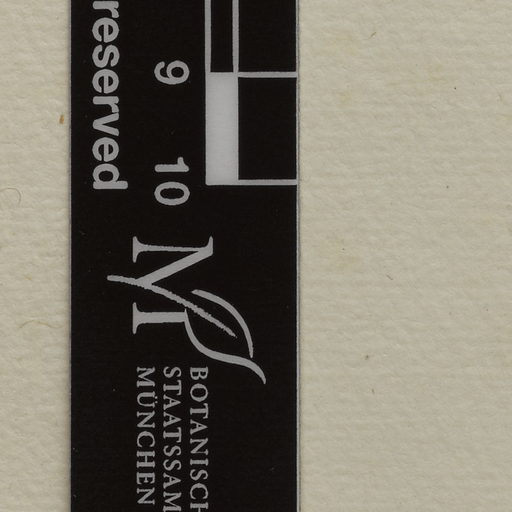 reserved
9
10
BOTANISCH
STAATSSAM
MÜNCHEN